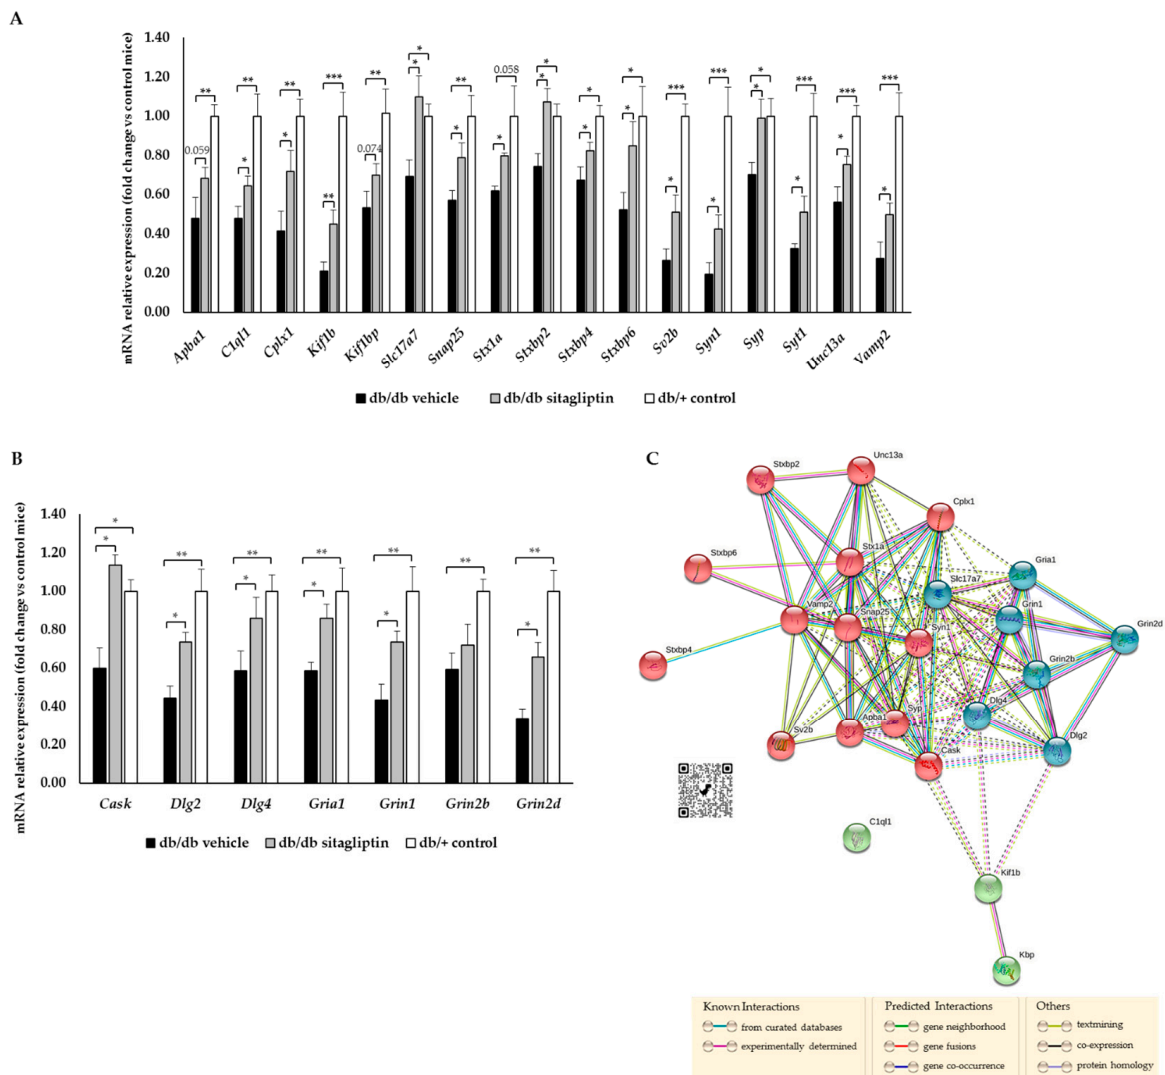 A
mRNA relative expression (fold change vs control mice)
1.40
1.20
1.00
0.80
0.60
0.40
0.20
0.00
** ** ** *** ** * ** 0.058 * * * *** *** * *** *** ***
0.059 * * ** 0.074 * * * * * * * * * * * *
Apba1 C1ql1 Cplx1 Kif1b Kif1bp Slc17a7 Snap25 Stx1a Stxbp2 Stxbp4 Stxbp6 Sv2b Syn1 Syp Syt1 Unc13a Vamp2
db/db vehicle db/db sitagliptin db/+ control
B
mRNA relative expression (fold change vs control mice)
1.40
1.20
1.00
0.80
0.60
0.40
0.20
0.00
* ** ** ** ** ** **
* * * * * *
Cask Dlg2 Dlg4 Gria1 Grin1 Grin2b Grin2d
db/db vehicle db/db sitagliptin db/+ control
C
Unc13a
Stxbp2
Cplx1
Stx1a
Stxbp6
Gria1
Slc17a7
Vamp2
Snap25
Grin1
Syn1
Grin2d
Stxbp4
Grin2b
Dlg4
Syp
Apba1
Sv2b
Dlg2
Cask
C1ql1
Kif1b
Kbp
Known Interactions
from curated databases
experimentally determined
Predicted Interactions
gene neighborhood
gene fusions
gene co-occurrence
Others
textmining
co-expression
protein homology